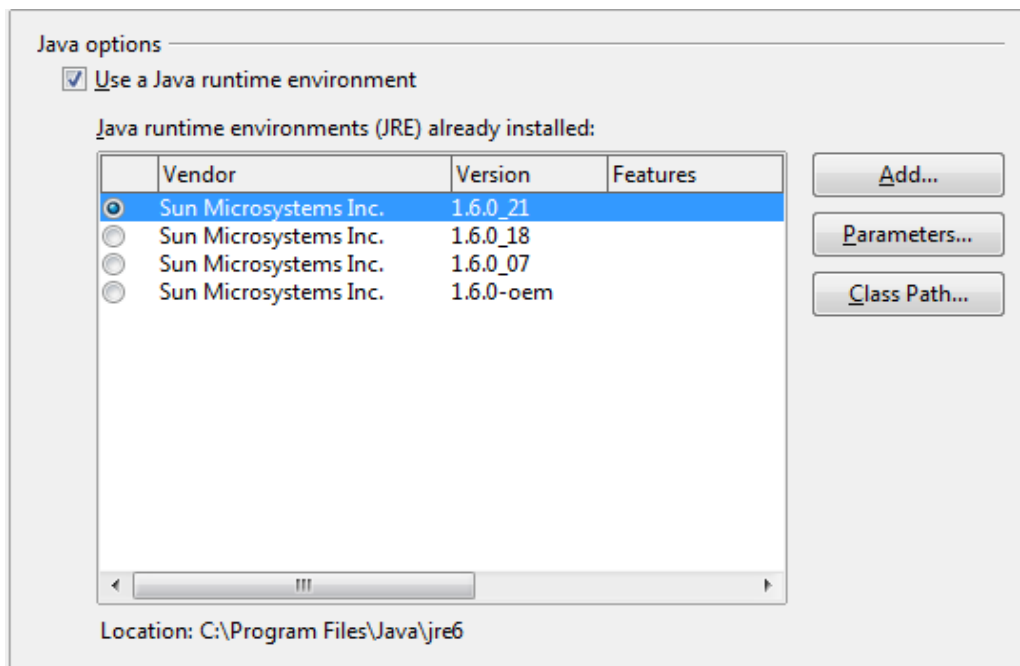 Java options
Use a Java runtime environment
Java runtime environments (JRE) already installed:
Vendor Version Features
Sun Microsystems Inc. 1.6.0_21
Sun Microsystems Inc. 1.6.0_18
Sun Microsystems Inc. 1.6.0_07
Sun Microsystems Inc. 1.6.0-oem
Add...
Parameters...
Class Path...
Location: C:\Program Files\Java\jre6